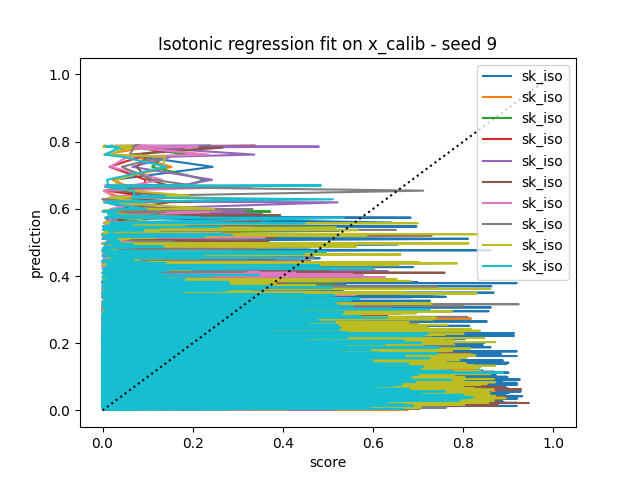 Isotonic regression fit on x_calib - seed 9
prediction
1.0
0.8
0.6
0.4
0.2
0.0
sk_iso
sk_iso
sk_iso
sk_iso
sk_iso
sk_iso
sk_iso
sk_iso
sk_iso
sk_iso
0.0 0.2 0.4 0.6 0.8 1.0
score